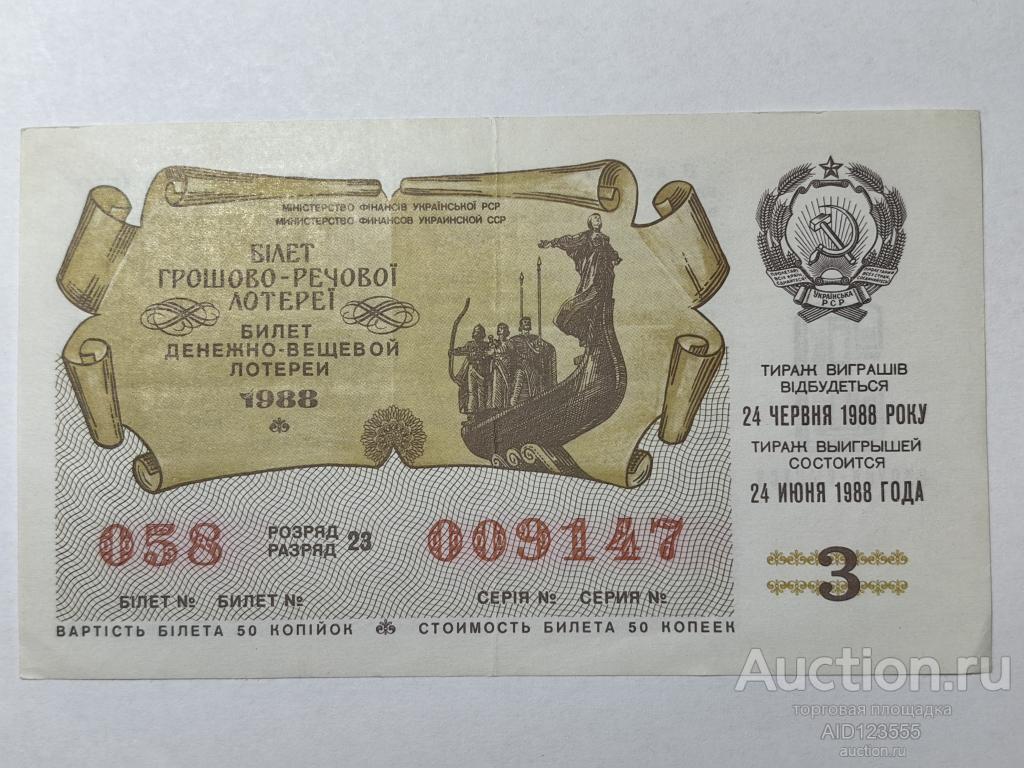 МІНІСТЕРСТВО ФІНАНСІВ УКРАЇНСЬКОЇ РСР
МИНИСТЕРСТВО ФИНАНСОВ УКРАИНСКОЙ ССР
БІЛЕТ
ГРОШОВО-РЕЧОВОЇ
ЛОТЕРЕЇ
БИЛЕТ
ДЕНЕЖНО-ВЕЩЕВОЙ
ЛОТЕРЕИ
1988
УКРАЇНСЬКА
РСР
ТИРАЖ ВИГРАШІВ
ВІДБУДЕТЬСЯ
24 ЧЕРВНЯ 1988 РОКУ
ТИРАЖ ВЫИГРЫШЕЙ
СОСТОИТСЯ
24 ИЮНЯ 1988 ГОДА
3
058 РОЗРЯД РАЗРЯД 23 009147
БІЛЕТ № БИЛЕТ № СЕРІЯ № СЕРИЯ №
ВАРТІСТЬ БІЛЕТА 50 КОПІЙОК СТОИМОСТЬ БИЛЕТА 50 КОПЕЕК
Auction.ru
торговая площадка
AID123555
auction.ru